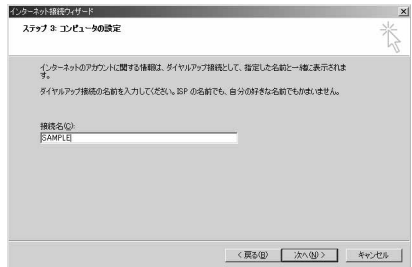 インターネット接続ウィザード
ステップ 3: コンピュータの設定
インターネットのアカウントに関する情報は、ダイヤルアップ接続として、指定した名前と一緒に表示されま
す。
ダイヤルアップ接続の名前を入力してください。ISP の名前でも、自分の好きな名前でもかまいません。
接続名(C):
SAMPLE
< 戻る(B)
次へ(N) >
キャンセル